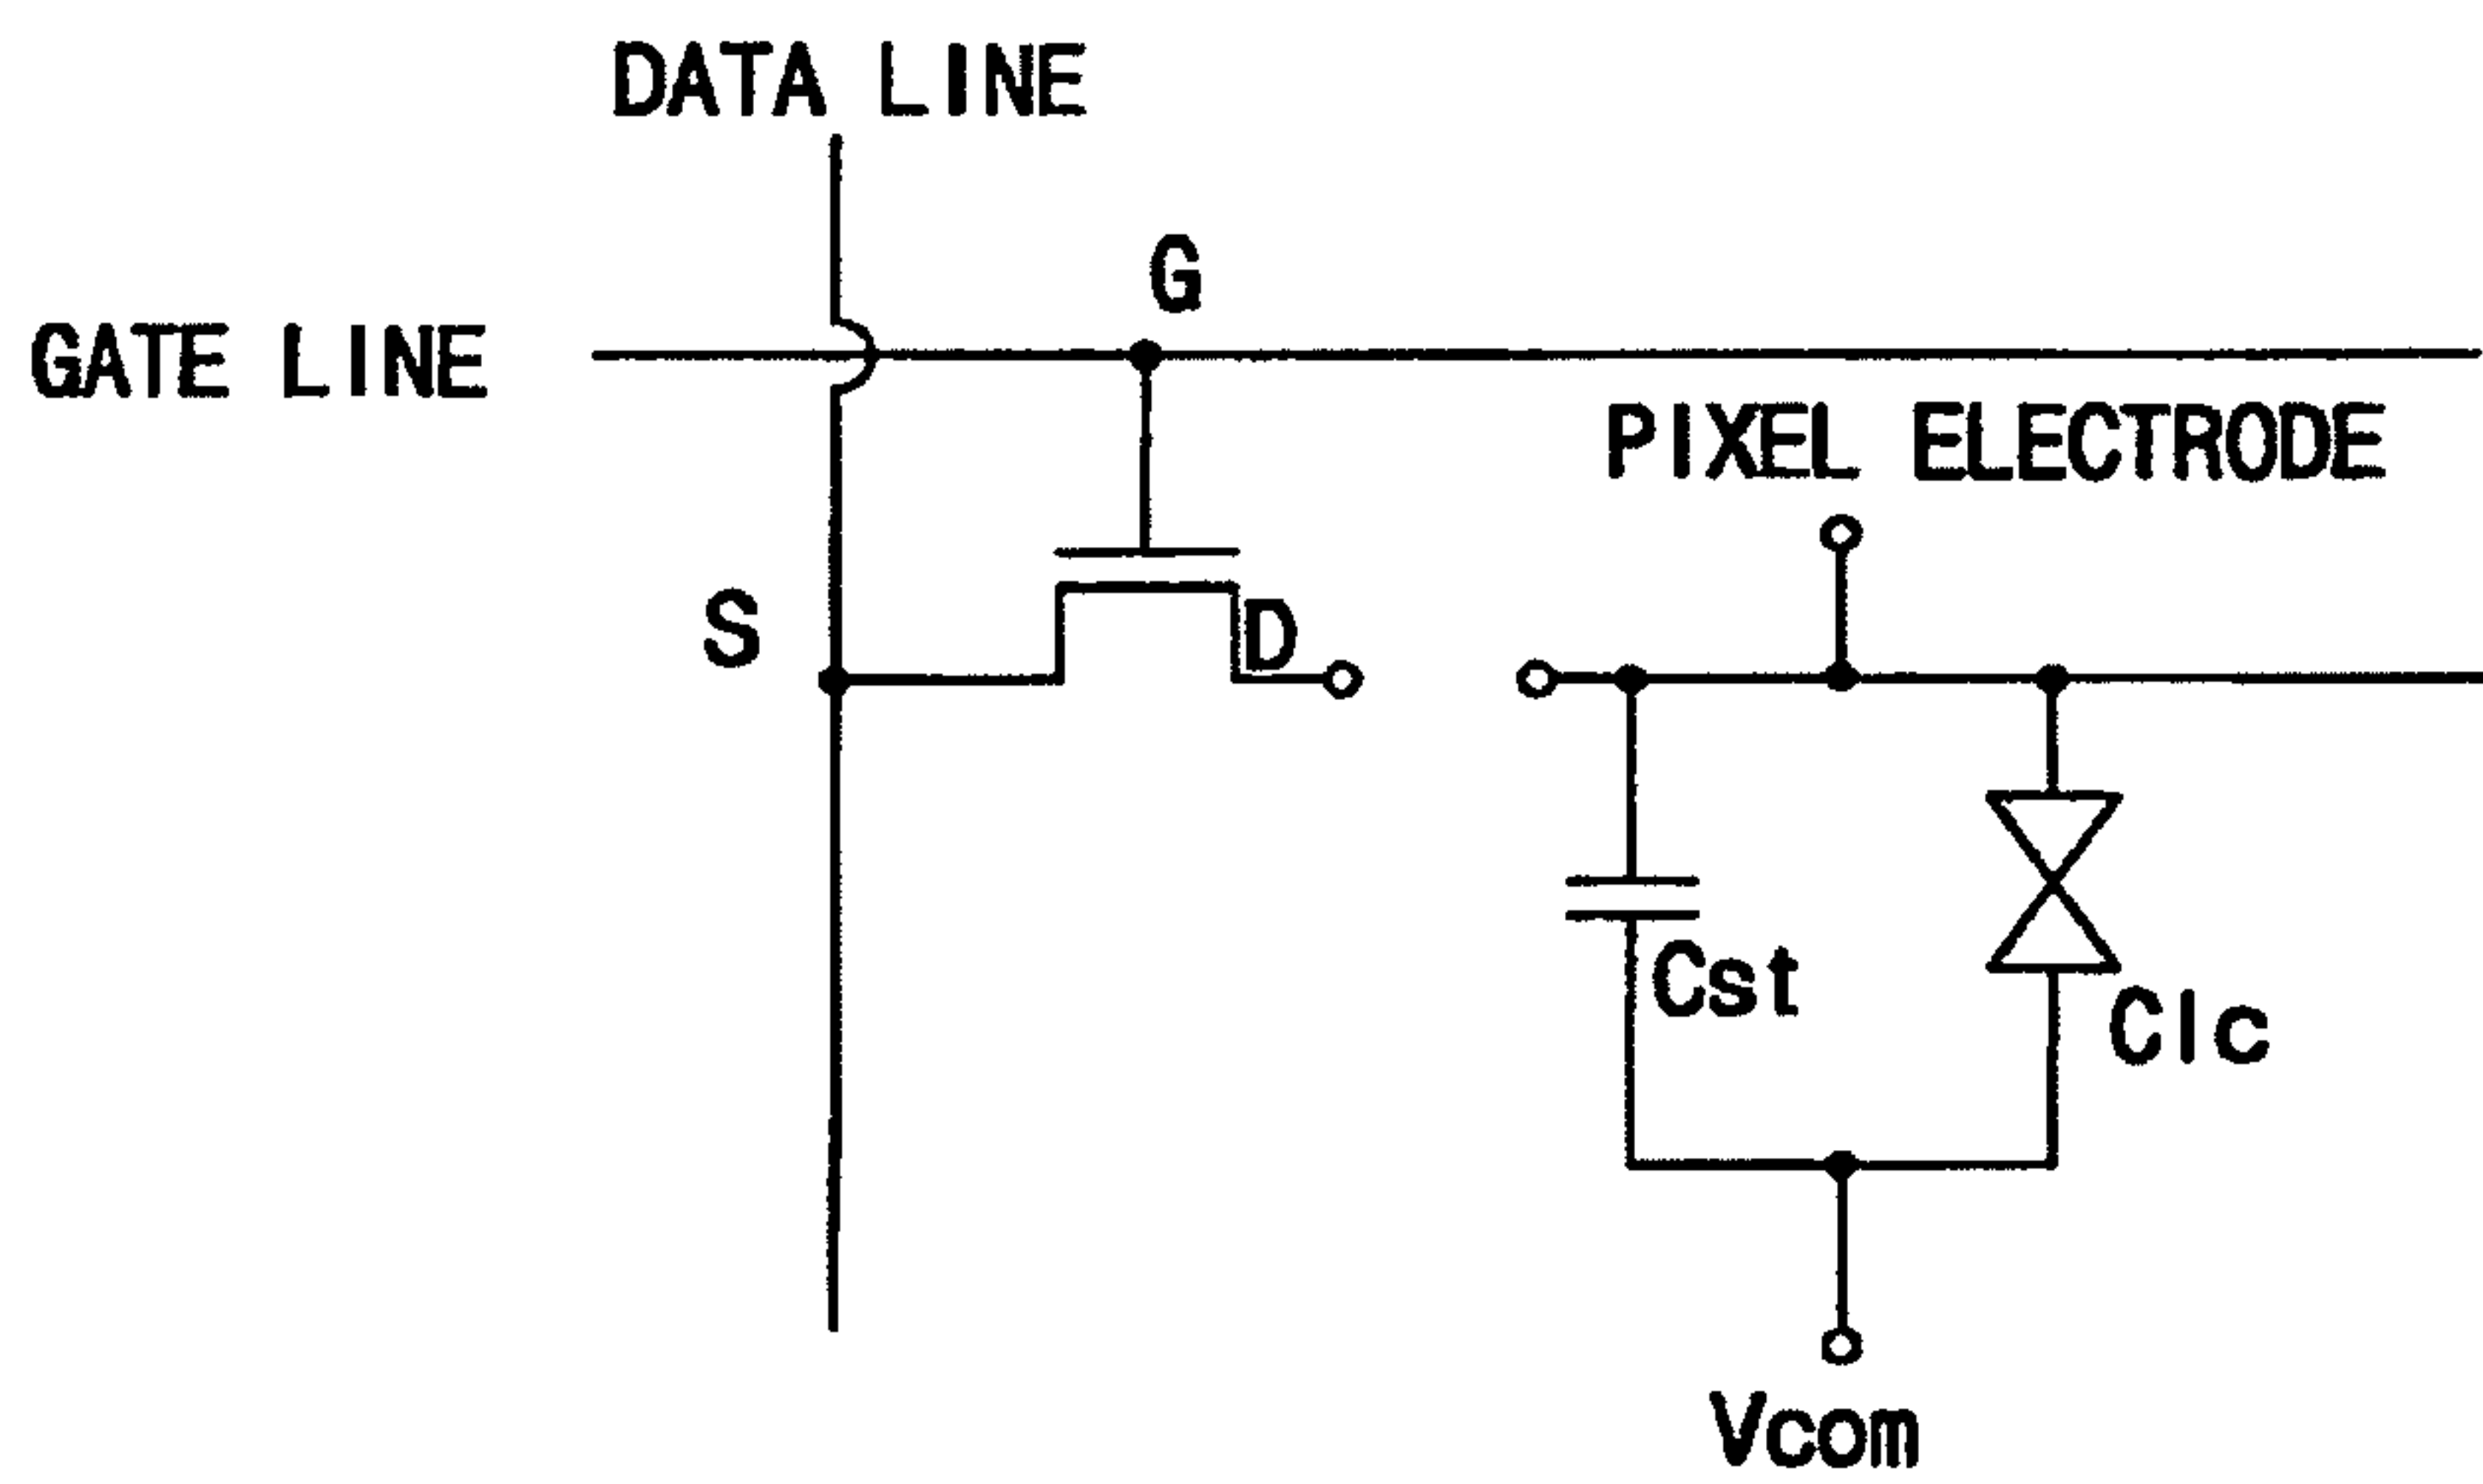 DATA LINE
G
GATE LINE
PIXEL ELECTRODE
S
D
Cst
Clc
Vcom